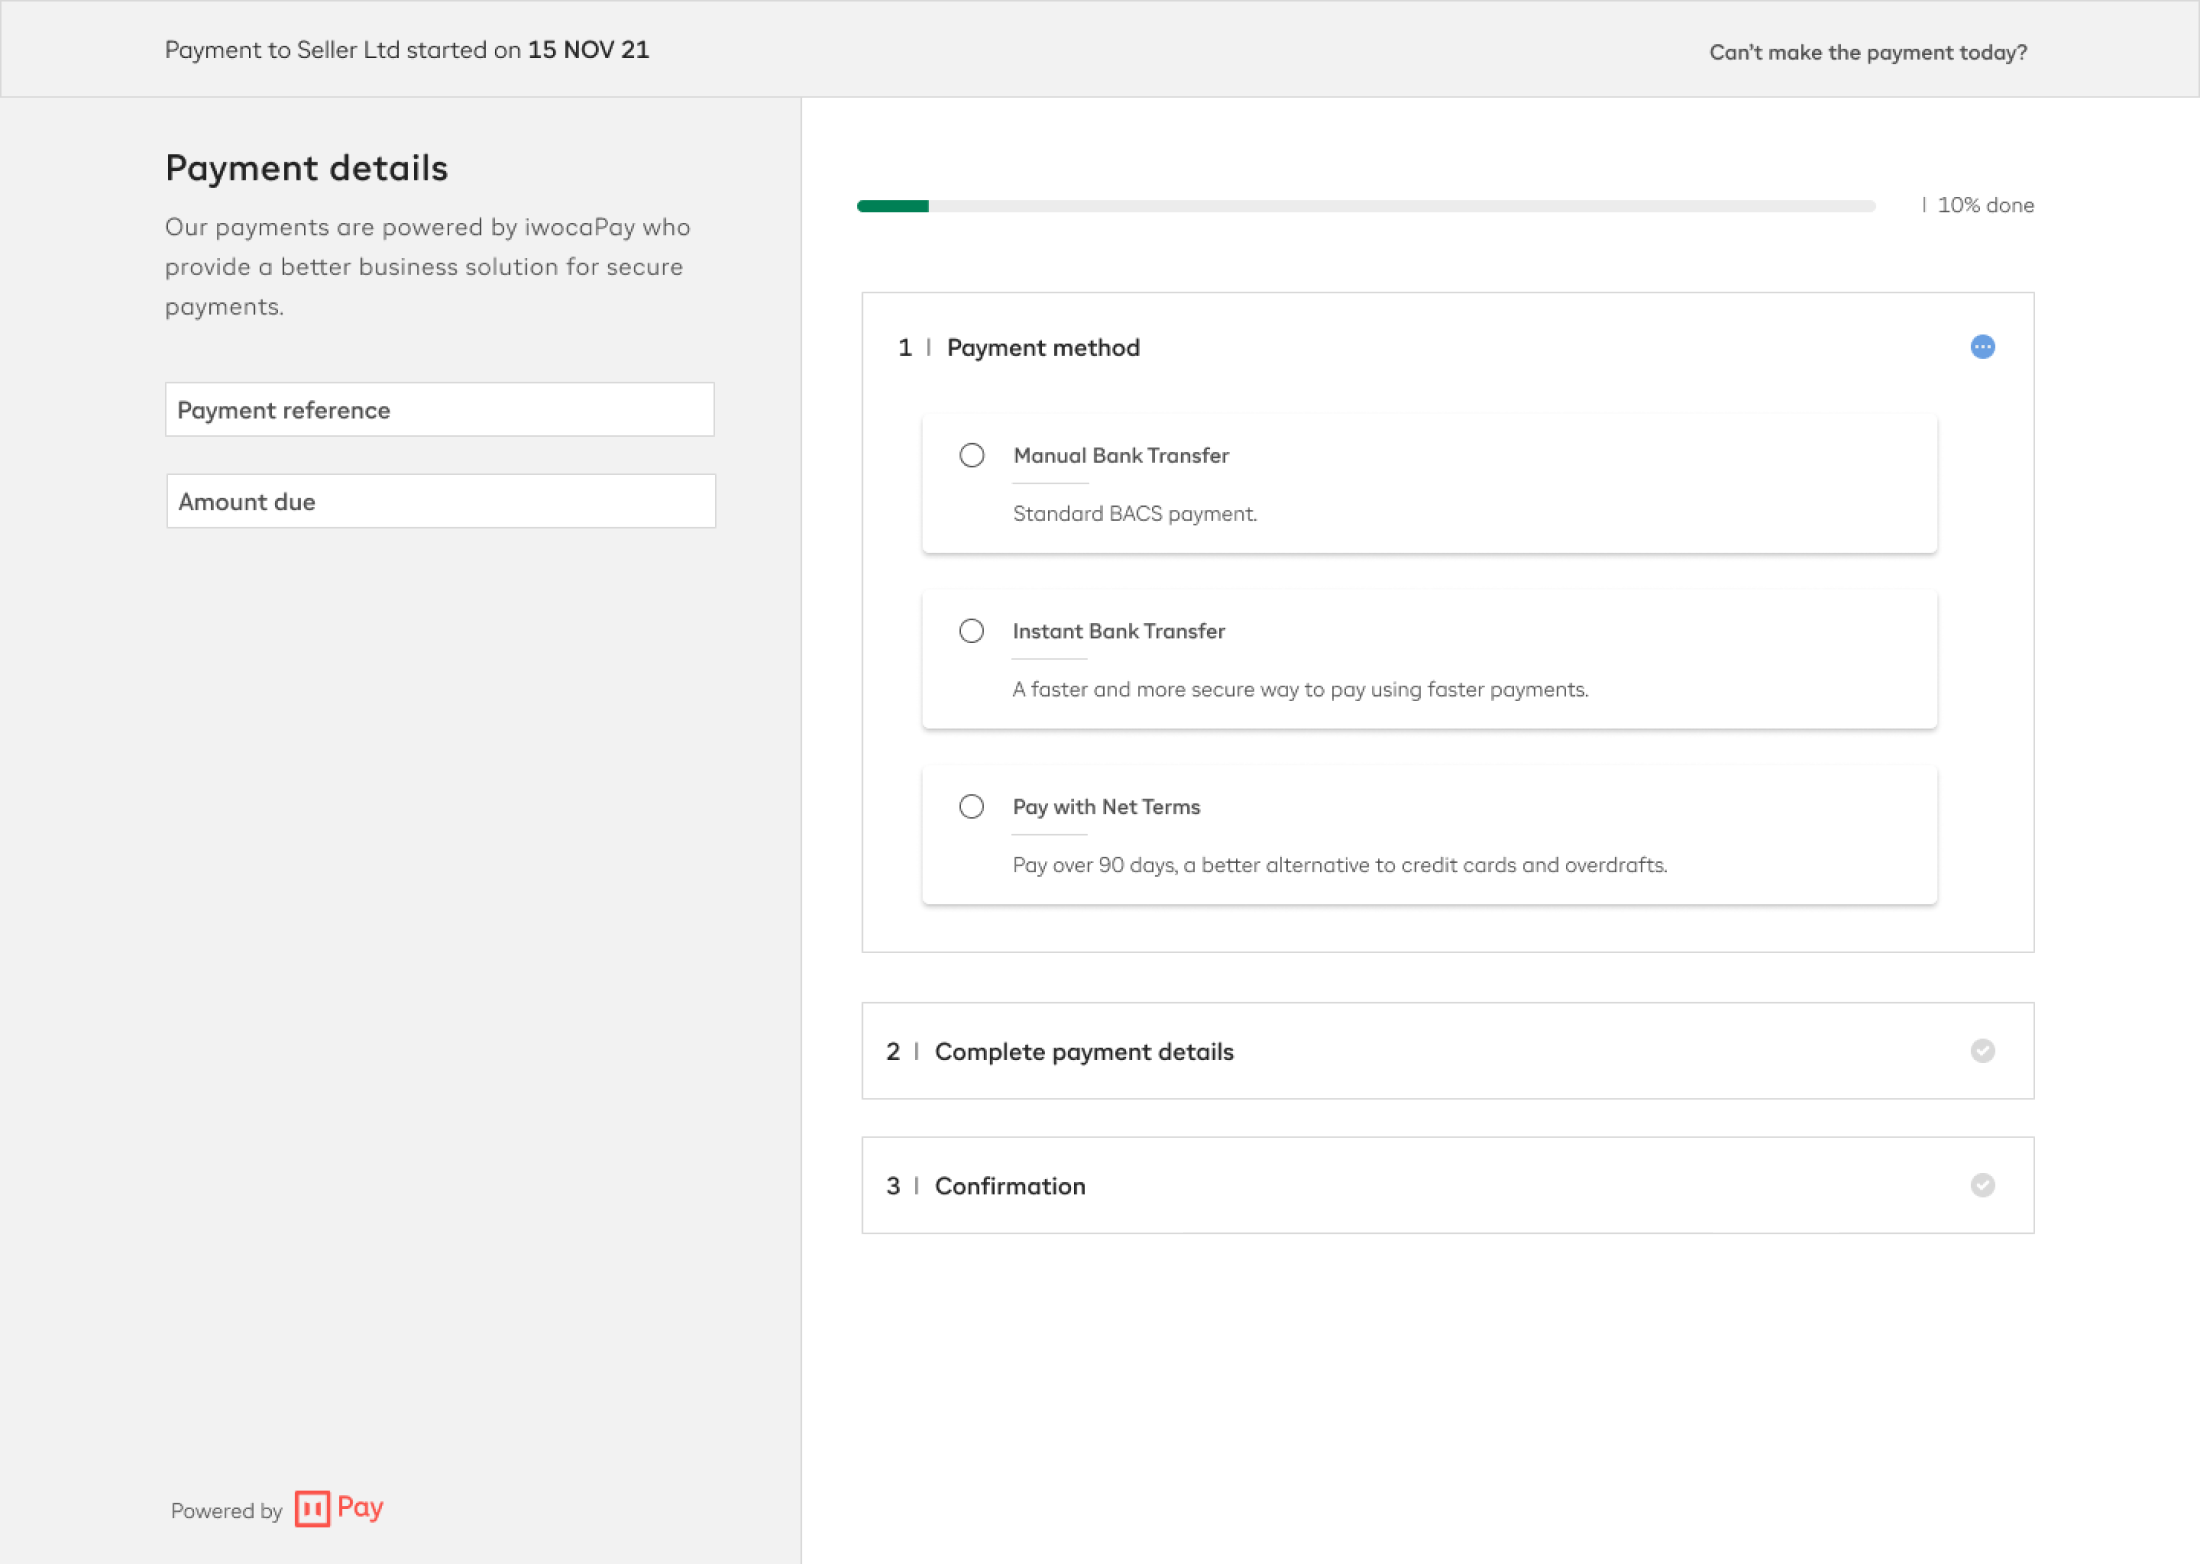 Payment to Seller Ltd started on 15 NOV 21
Can't make the payment today?
Payment details
Our payments are powered by iwocaPay who
provide a better business solution for secure
payments.
Payment reference
Amount due
Powered by Pay
| 10% done
1 | Payment method
Manual Bank Transfer
Standard BACS payment.
Instant Bank Transfer
A faster and more secure way to pay using faster payments.
Pay with Net Terms
Pay over 90 days, a better alternative to credit cards and overdrafts.
2 | Complete payment details
3 | Confirmation